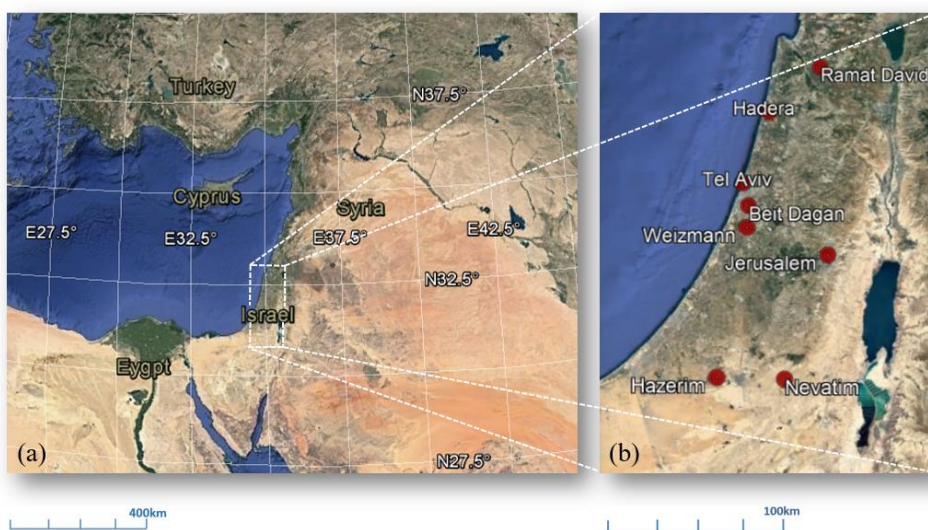 Turkey
N37.5°
Cyprus
Syria
E27.5°
E32.5°
E37.5°
E42.5°
N32.5°
Israel
Eygpt
N27.5°
(a)
400km
Ramat David
Hadera
Tel Aviv
Beit Dagan
Weizmann
Jerusalem
Hazerim
Nevatim
(b)
100km